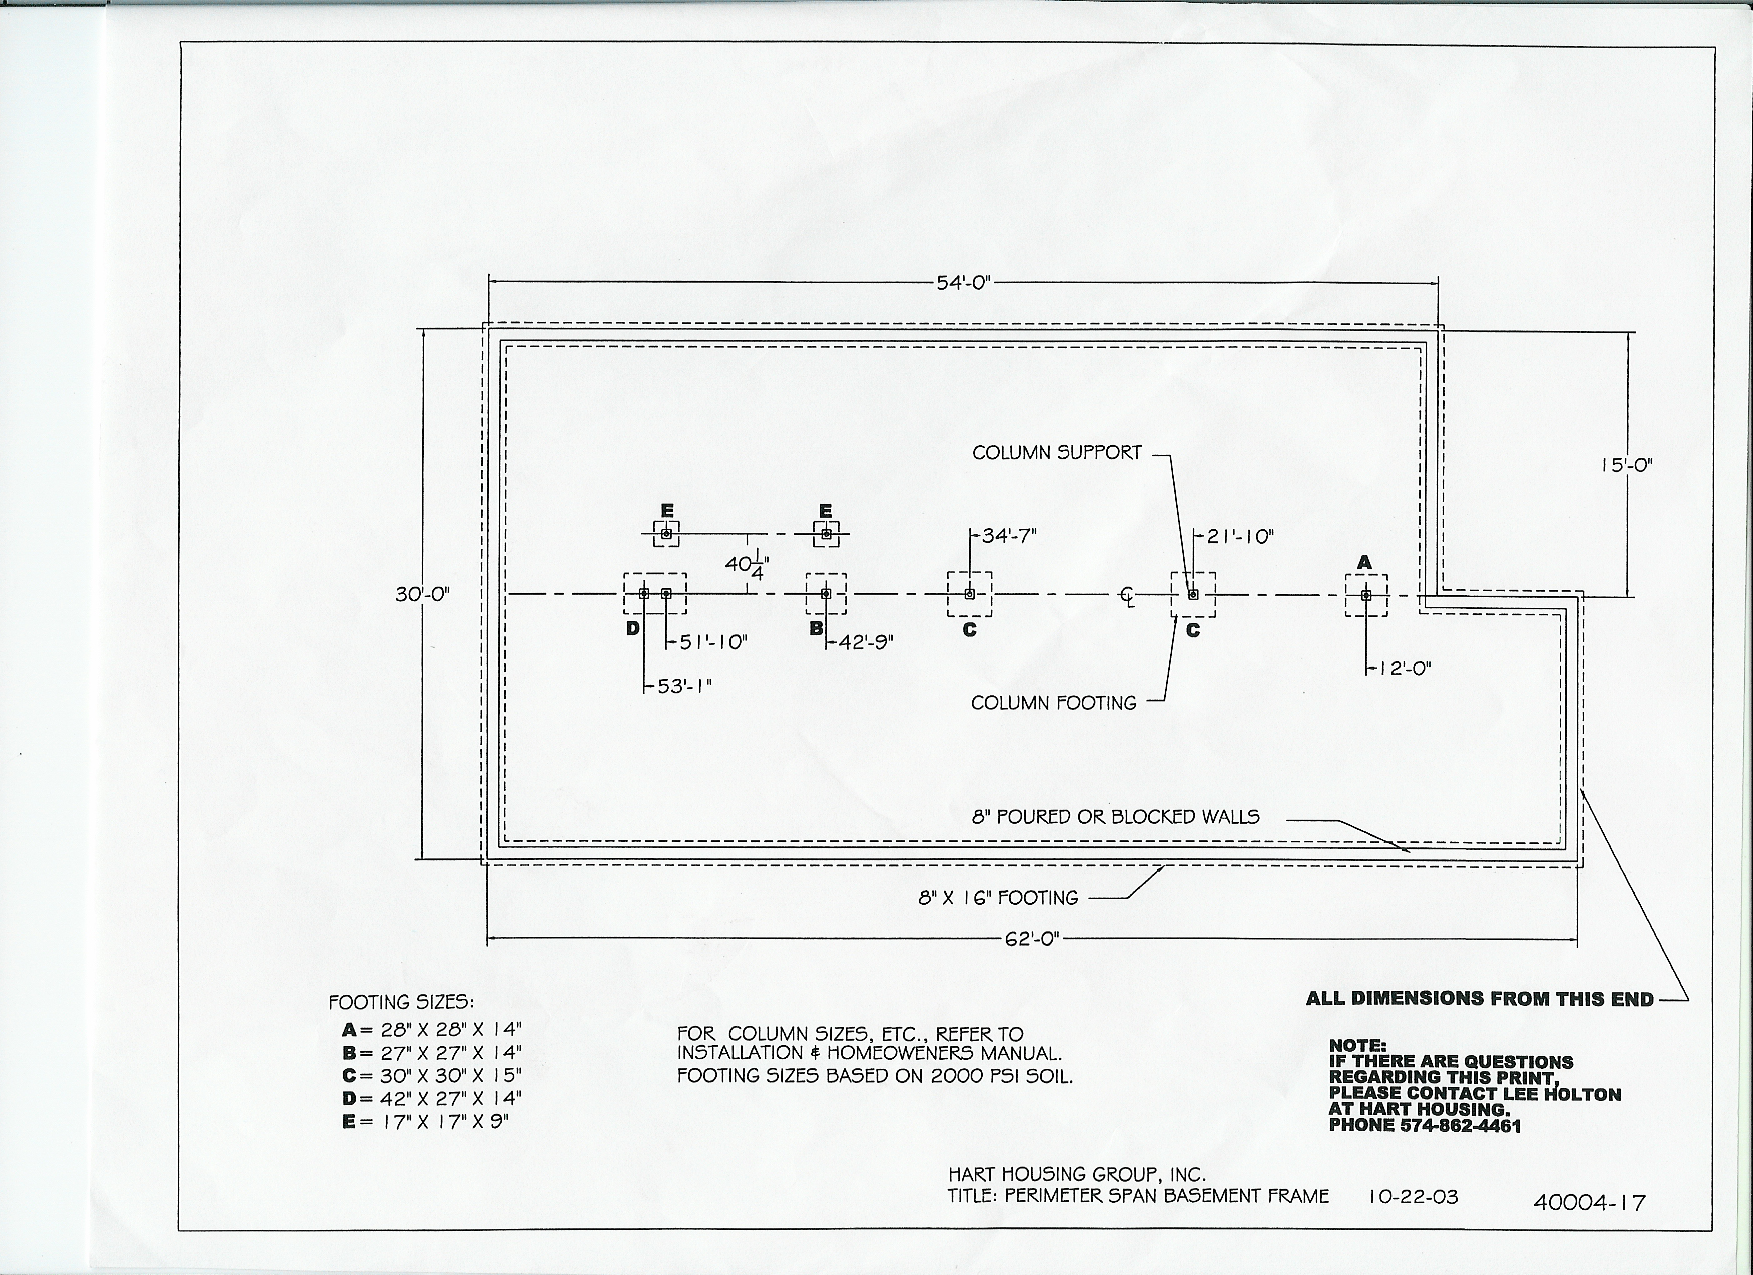 54'-0"
15'-0"
COLUMN SUPPORT
E E
34'-7" 21'-10"
40 1/4"
A
30'-0"
CL
D B C C
51'-10" 42'-9"
12'-0"
53'-1"
COLUMN FOOTING
8" POURED OR BLOCKED WALLS
8" X 16" FOOTING
62'-0"
ALL DIMENSIONS FROM THIS END
FOOTING SIZES:
A= 28" X 28" X 14"
B= 27" X 27" X 14"
C= 30" X 30" X 15"
D= 42" X 27" X 14"
E= 17" X 17" X 9"
FOR COLUMN SIZES, ETC., REFER TO
INSTALLATION & HOMEOWENERS MANUAL.
FOOTING SIZES BASED ON 2000 PSI SOIL.
NOTE:
IF THERE ARE QUESTIONS
REGARDING THIS PRINT,
PLEASE CONTACT LEE HOLTON
AT HART HOUSING.
PHONE 574-862-4461
HART HOUSING GROUP, INC.
TITLE: PERIMETER SPAN BASEMENT FRAME 10-22-03
40004-17